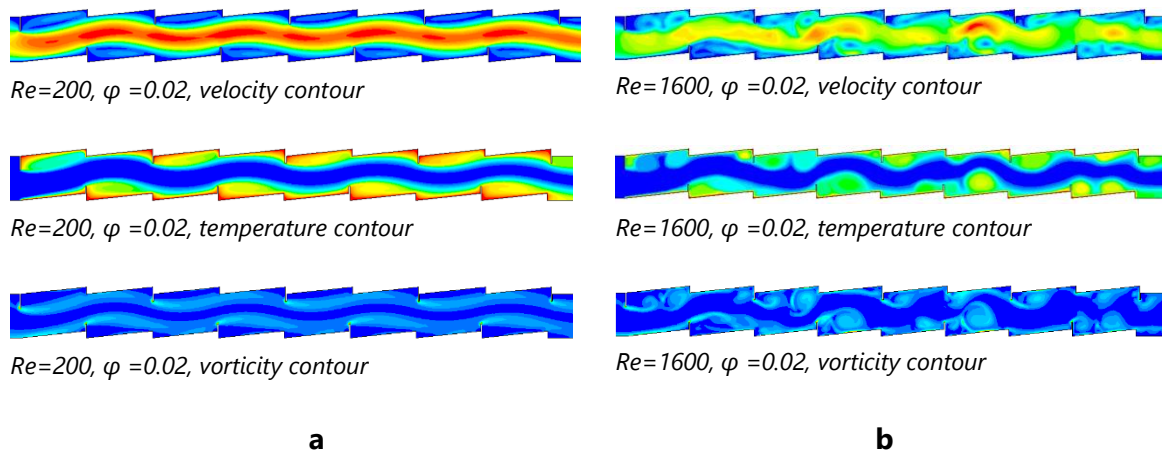 Re=200, φ =0.02, velocity contour
Re=200, φ =0.02, temperature contour
Re=200, φ =0.02, vorticity contour
a
Re=1600, φ =0.02, velocity contour
Re=1600, φ =0.02, temperature contour
Re=1600, φ =0.02, vorticity contour
b